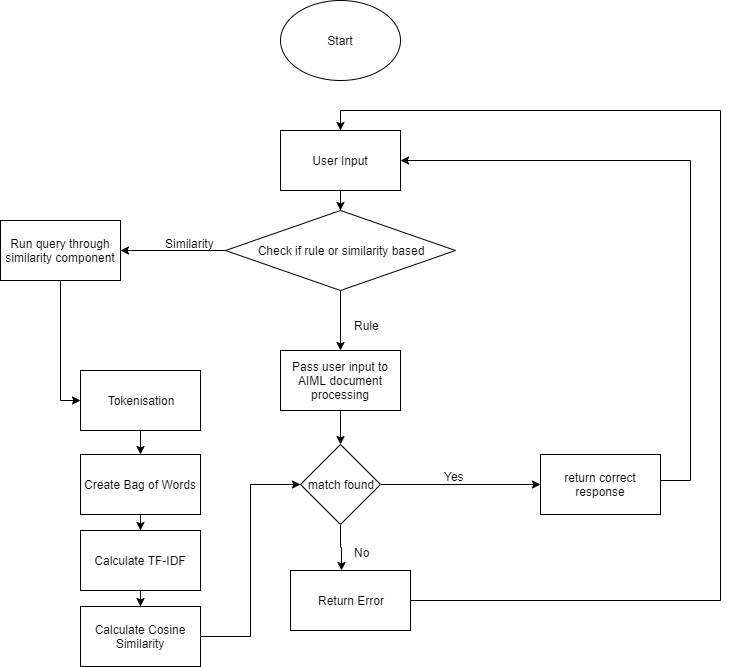 Start
User Input
Check if rule or similarity based
Similarity
Run query through
similarity component
Rule
Pass user input to
AIML document
processing
Tokenisation
Create Bag of Words
Calculate TF-IDF
Calculate Cosine
Similarity
match found
Yes
return correct
response
No
Return Error